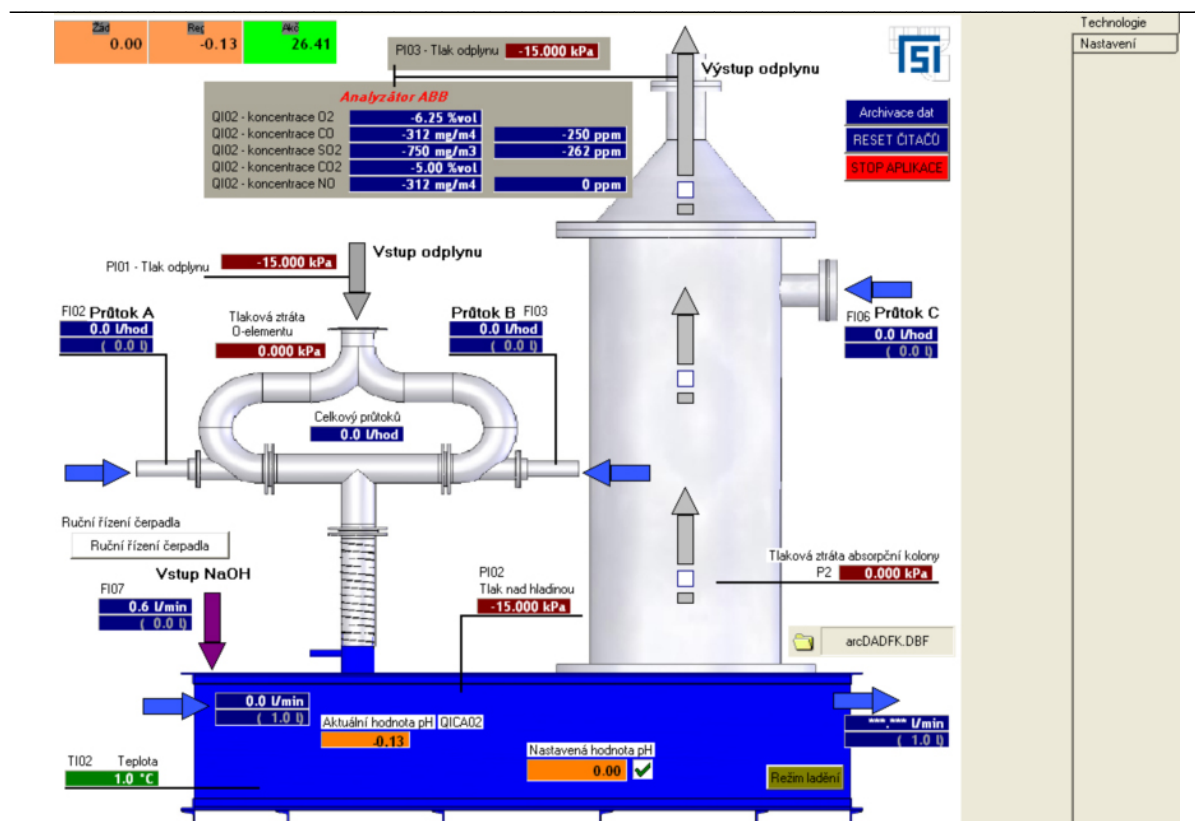 Žád Reg Akč
0.00 -0.13 26.41
PI03 - Tlak odplynu -15.000 kPa
Výstup odplynu
Technologie
Nastavení
Analyzátor ABB
QI02 - koncentrace O2 -6.25 %vol
QI02 - koncentrace CO -312 mg/m4 -250 ppm
QI02 - koncentrace SO2 -750 mg/m3 -262 ppm
QI02 - koncentrace CO2 -5.00 %vol
QI02 - koncentrace NO -312 mg/m4 0 ppm
Archivace dat
RESET ČITAČŮ
STOP APLIKACE
Vstup odplynu
PI01 - Tlak odplynu -15.000 kPa
FI02 Průtok A
0.0 l/hod
( 0.0 l)
Tlaková ztráta
O-elementu
0.000 kPa
Průtok B FI03
0.0 l/hod
( 0.0 l)
FI06 Průtok C
0.0 l/hod
( 0.0 l)
Celkový průtoků
0.0 l/hod
Ruční řízení čerpadla
Ruční řízení čerpadla
Vstup NaOH
FI07
0.6 l/min
( 0.0 l)
PI02
Tlak nad hladinou
-15.000 kPa
Tlaková ztráta absorpční kolony
P2 0.000 kPa
arcDADFK.DBF
0.0 l/min
( 1.0 l)
Aktuální hodnota pH QICA02
-0.13
Nastavená hodnota pH
0.00
***.*** l/min
( 1.0 l)
TI02 Teplota
1.0 °C
Režim ladění